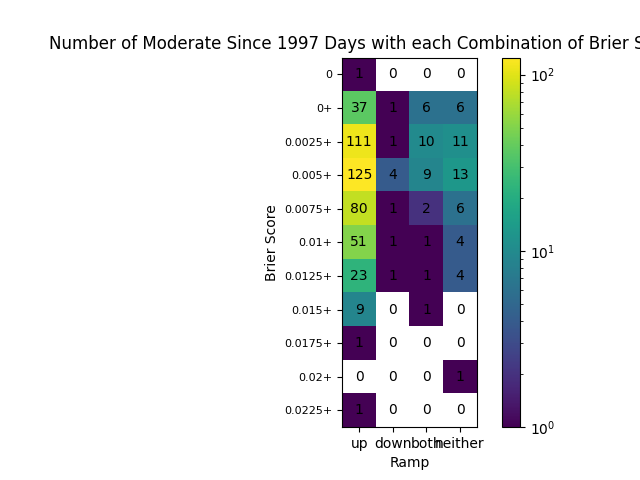 Number of Moderate Since 1997 Days with each Combination of Brier S
0 1 0 0 0
0+ 37 1 6 6
0.0025+ 111 1 10 11
0.005+ 125 4 9 13
0.0075+ 80 1 2 6
0.01+ 51 1 1 4
0.0125+ 23 1 1 4
0.015+ 9 0 1 0
0.0175+ 1 0 0 0
0.02+ 0 0 0 1
0.0225+ 1 0 0 0
Brier Score
up down both neither
Ramp
10²
10¹
10⁰